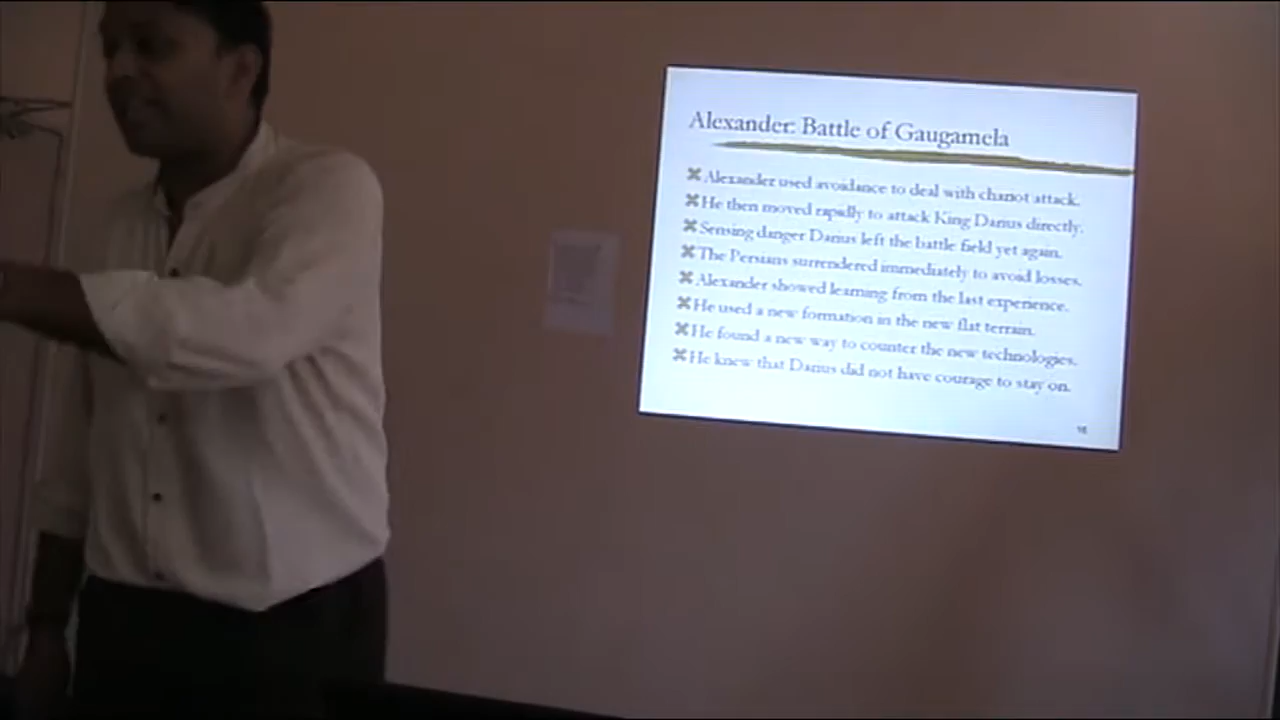 Alexander: Battle of Gaugamela
Alexander used avoidance to deal with chariot attack.
He then moved rapidly to attack King Darius directly.
Sensing danger Darius left the battle field yet again.
The Persians surrendered immediately to avoid losses.
Alexander showed learning from the last experience.
He used a new formation in the new flat terrain.
He found a new way to counter the new technologies.
He knew that Darius did not have courage to stay on.